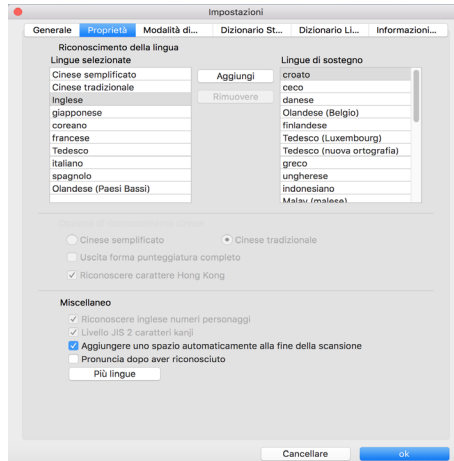 Impostazioni
Generale Proprietà Modalità di... Dizionario St... Dizionario Li... Informazioni...
Riconoscimento della lingua
Lingue selezionate Lingue di sostegno
Cinese semplificato
Cinese tradizionale
Inglese
giapponese
coreano
francese
Tedesco
italiano
spagnolo
Olandese (Paesi Bassi)
Aggiungi
Rimuovere
croato
ceco
danese
Olandese (Belgio)
finlandese
Tedesco (Luxembourg)
Tedesco (nuova ortografia)
greco
ungherese
indonesiano
Malay (malese)
Cinese semplificato Cinese tradizionale
Uscita forma punteggiatura completo
Riconoscere carattere Hong Kong
Miscellaneo
Riconoscere inglese numeri personaggi
Livello JIS 2 caratteri kanji
Aggiungere uno spazio automaticamente alla fine della scansione
Pronuncia dopo aver riconosciuto
Più lingue
Cancellare ok